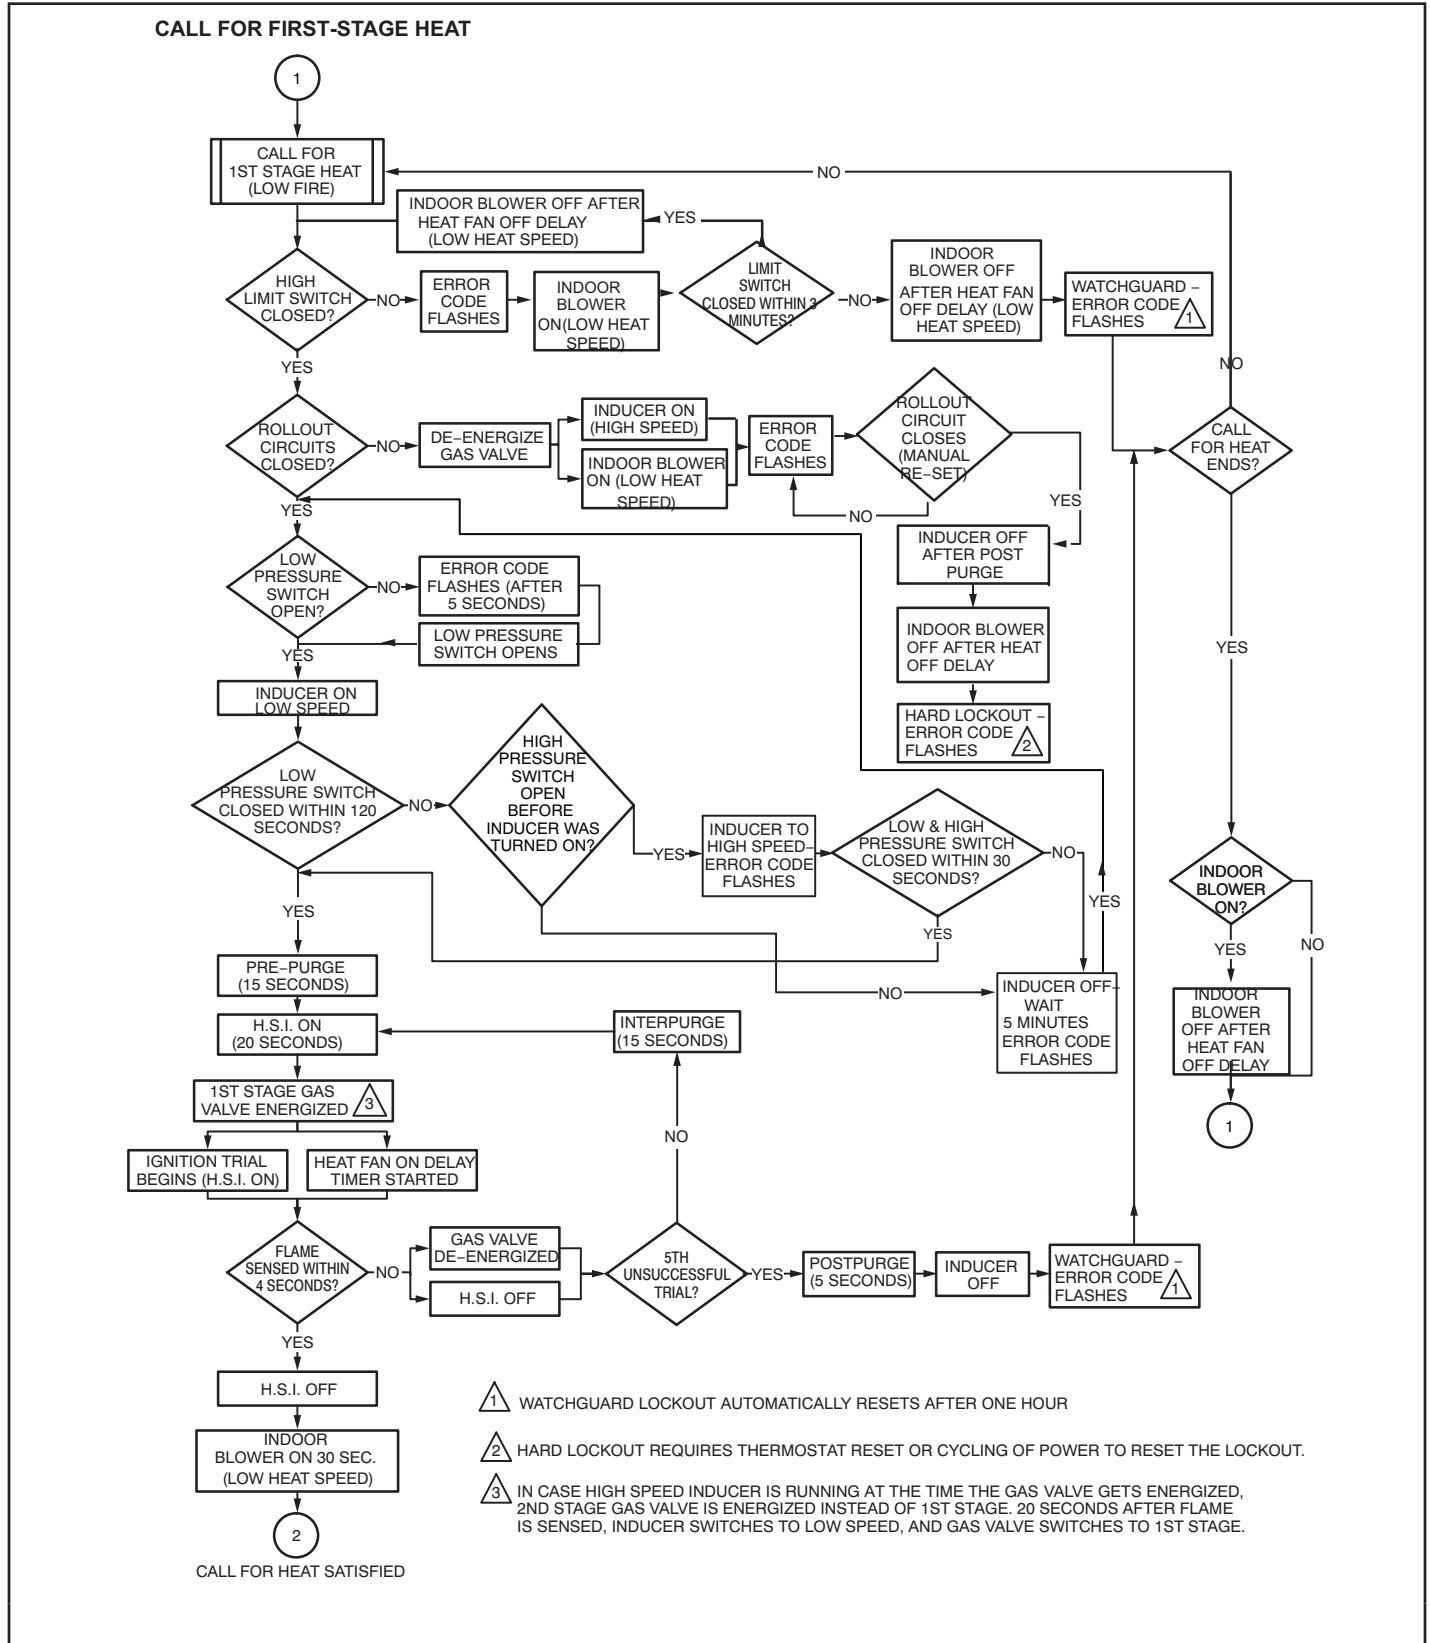 CALL FOR FIRST-STAGE HEAT
1
CALL FOR
1ST STAGE HEAT
(LOW FIRE)
NO
INDOOR BLOWER OFF AFTER
HEAT FAN OFF DELAY
(LOW HEAT SPEED)
YES
HIGH
LIMIT SWITCH
CLOSED?
NO
ERROR
CODE
FLASHES
INDOOR
BLOWER
ON(LOW HEAT
SPEED)
LIMIT
SWITCH
CLOSED WITHIN 3
MINUTES?
NO
INDOOR
BLOWER OFF
AFTER HEAT FAN
OFF DELAY (LOW
HEAT SPEED)
WATCHGUARD –
ERROR CODE
FLASHES
1
NO
YES
ROLLOUT
CIRCUITS
CLOSED?
NO
DE–ENERGIZE
GAS VALVE
INDUCER ON
(HIGH SPEED)
INDOOR BLOWER
ON (LOW HEAT
SPEED)
ERROR
CODE
FLASHES
ROLLOUT
CIRCUIT
CLOSES
(MANUAL
RE–SET)
NO
YES
CALL
FOR HEAT
ENDS?
YES
INDUCER OFF
AFTER POST
PURGE
INDOOR BLOWER
OFF AFTER HEAT
OFF DELAY
HARD LOCKOUT –
ERROR CODE
FLASHES
2
YES
LOW
PRESSURE
SWITCH
OPEN?
NO
ERROR CODE
FLASHES (AFTER
5 SECONDS)
LOW PRESSURE
SWITCH OPENS
YES
INDUCER ON
LOW SPEED
LOW
PRESSURE SWITCH
CLOSED WITHIN 120
SECONDS?
NO
HIGH
PRESSURE
SWITCH
OPEN
BEFORE
INDUCER WAS
TURNED ON?
YES
INDUCER TO
HIGH SPEED–
ERROR CODE
FLASHES
LOW & HIGH
PRESSURE SWITCH
CLOSED WITHIN 30
SECONDS?
NO
YES
YES
NO
INDUCER OFF–
WAIT
5 MINUTES
ERROR CODE
FLASHES
INDOOR
BLOWER
ON?
NO
YES
INDOOR
BLOWER
OFF AFTER
HEAT FAN
OFF DELAY
1
YES
PRE–PURGE
(15 SECONDS)
H.S.I. ON
(20 SECONDS)
INTERPURGE
(15 SECONDS)
1ST STAGE GAS
VALVE ENERGIZED
3
IGNITION TRIAL
BEGINS (H.S.I. ON)
HEAT FAN ON DELAY
TIMER STARTED
NO
FLAME
SENSED WITHIN
4 SECONDS?
NO
GAS VALVE
DE–ENERGIZED
H.S.I. OFF
5TH
UNSUCCESSFUL
TRIAL?
YES
POSTPURGE
(5 SECONDS)
INDUCER
OFF
WATCHGUARD –
ERROR CODE
FLASHES
1
YES
H.S.I. OFF
INDOOR
BLOWER ON 30 SEC.
(LOW HEAT SPEED)
2
CALL FOR HEAT SATISFIED
1 WATCHGUARD LOCKOUT AUTOMATICALLY RESETS AFTER ONE HOUR
2 HARD LOCKOUT REQUIRES THERMOSTAT RESET OR CYCLING OF POWER TO RESET THE LOCKOUT.
3 IN CASE HIGH SPEED INDUCER IS RUNNING AT THE TIME THE GAS VALVE GETS ENERGIZED,
2ND STAGE GAS VALVE IS ENERGIZED INSTEAD OF 1ST STAGE. 20 SECONDS AFTER FLAME
IS SENSED, INDUCER SWITCHES TO LOW SPEED, AND GAS VALVE SWITCHES TO 1ST STAGE.